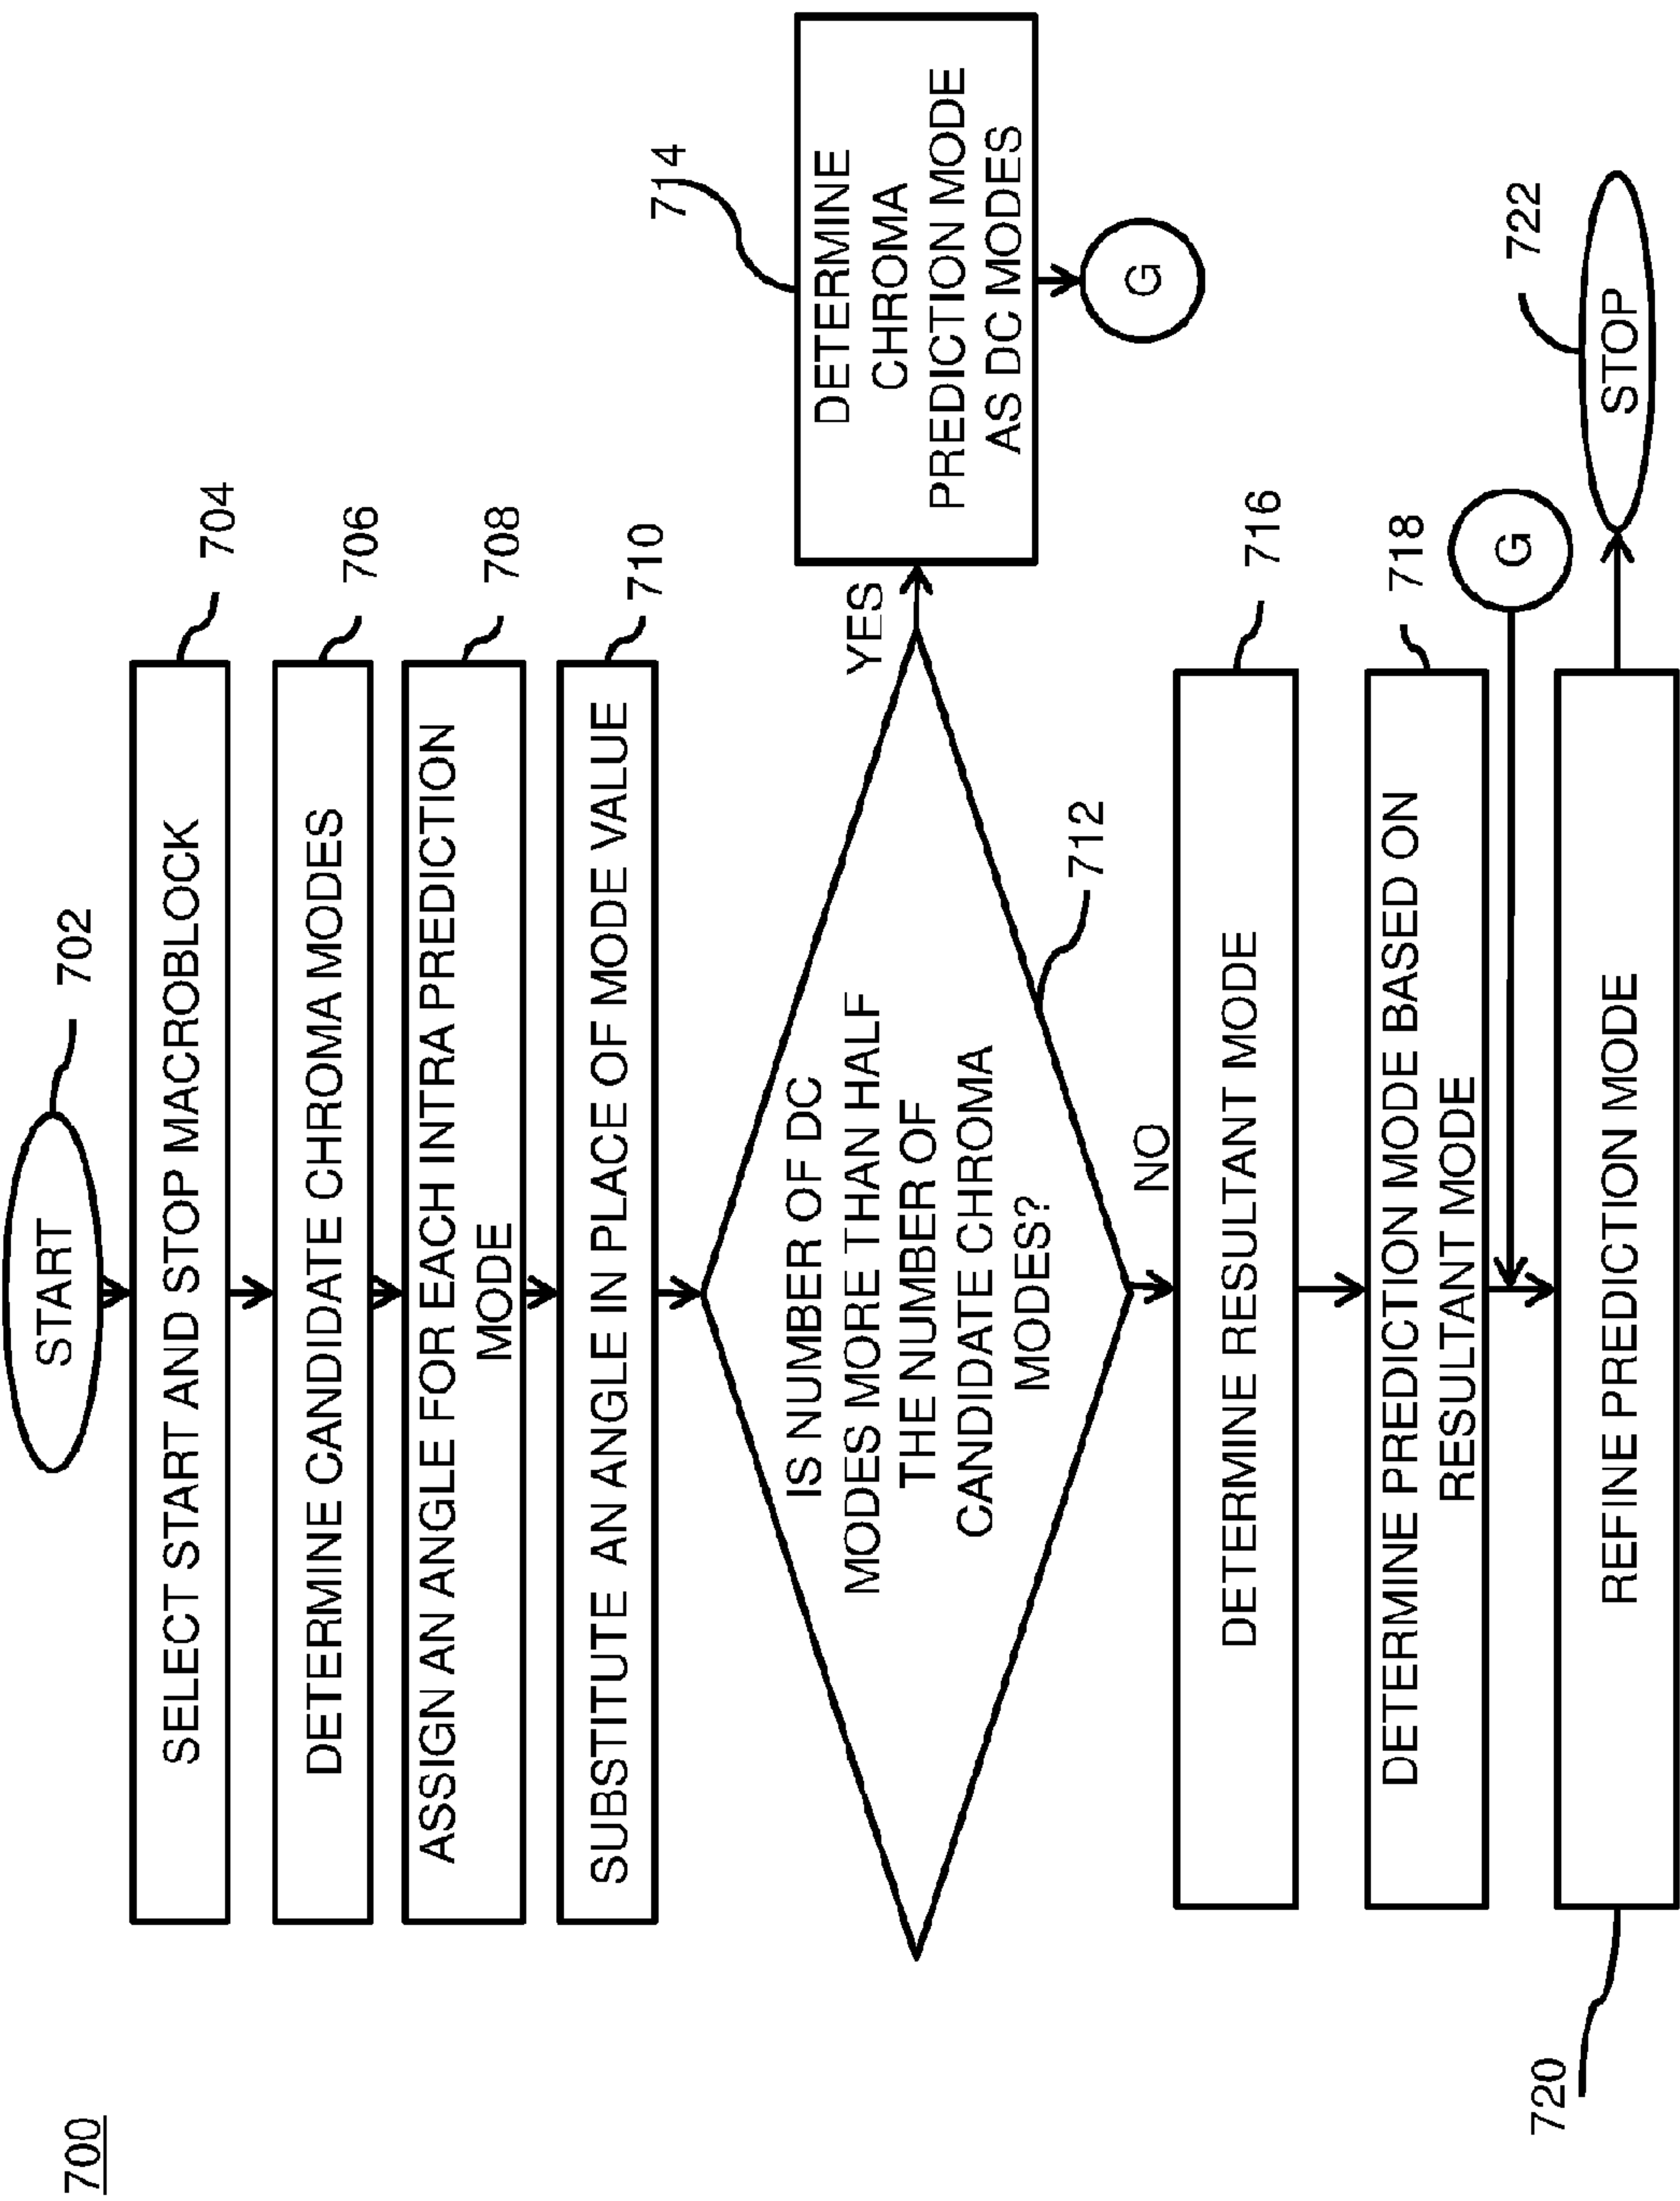 700
START
702
SELECT START AND STOP MACROBLOCK
704
DETERMINE CANDIDATE CHROMA MODES
706
ASSIGN AN ANGLE FOR EACH INTRA PREDICTION
MODE
708
SUBSTITUTE AN ANGLE IN PLACE OF MODE VALUE
710
IS NUMBER OF DC
MODES MORE THAN HALF
THE NUMBER OF
CANDIDATE CHROMA
MODES?
712
YES
DETERMINE
CHROMA
PREDICTION MODE
AS DC MODES
714
G
NO
DETERMINE RESULTANT MODE
716
DETERMINE PREDICTION MODE BASED ON
RESULTANT MODE
718
G
REFINE PREDICTION MODE
720
STOP
722